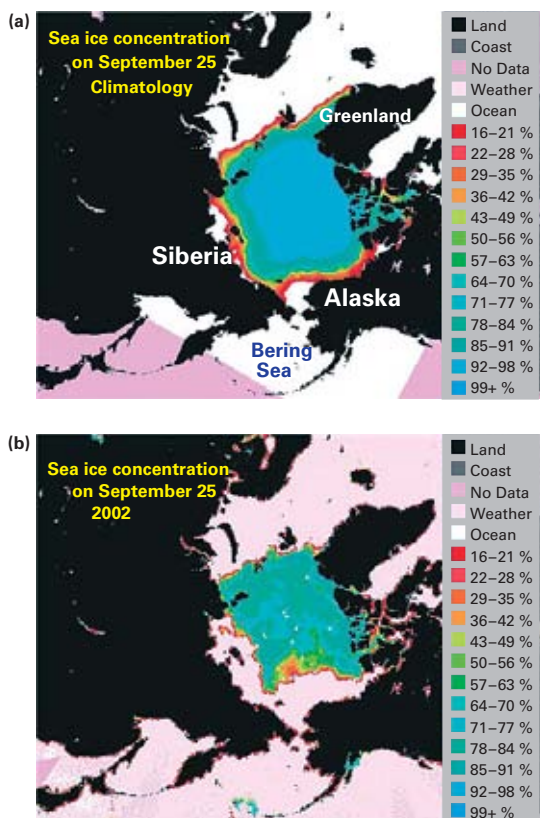 (a)
Sea ice concentration
on September 25
Climatology
Greenland
Siberia
Alaska
Bering
Sea
Land
Coast
No Data
Weather
Ocean
16–21 %
22–28 %
29–35 %
36–42 %
43–49 %
50–56 %
57–63 %
64–70 %
71–77 %
78–84 %
85–91 %
92–98 %
99+ %
(b)
Sea ice concentration
on September 25
2002
Land
Coast
No Data
Weather
Ocean
16–21 %
22–28 %
29–35 %
36–42 %
43–49 %
50–56 %
57–63 %
64–70 %
71–77 %
78–84 %
85–91 %
92–98 %
99+ %